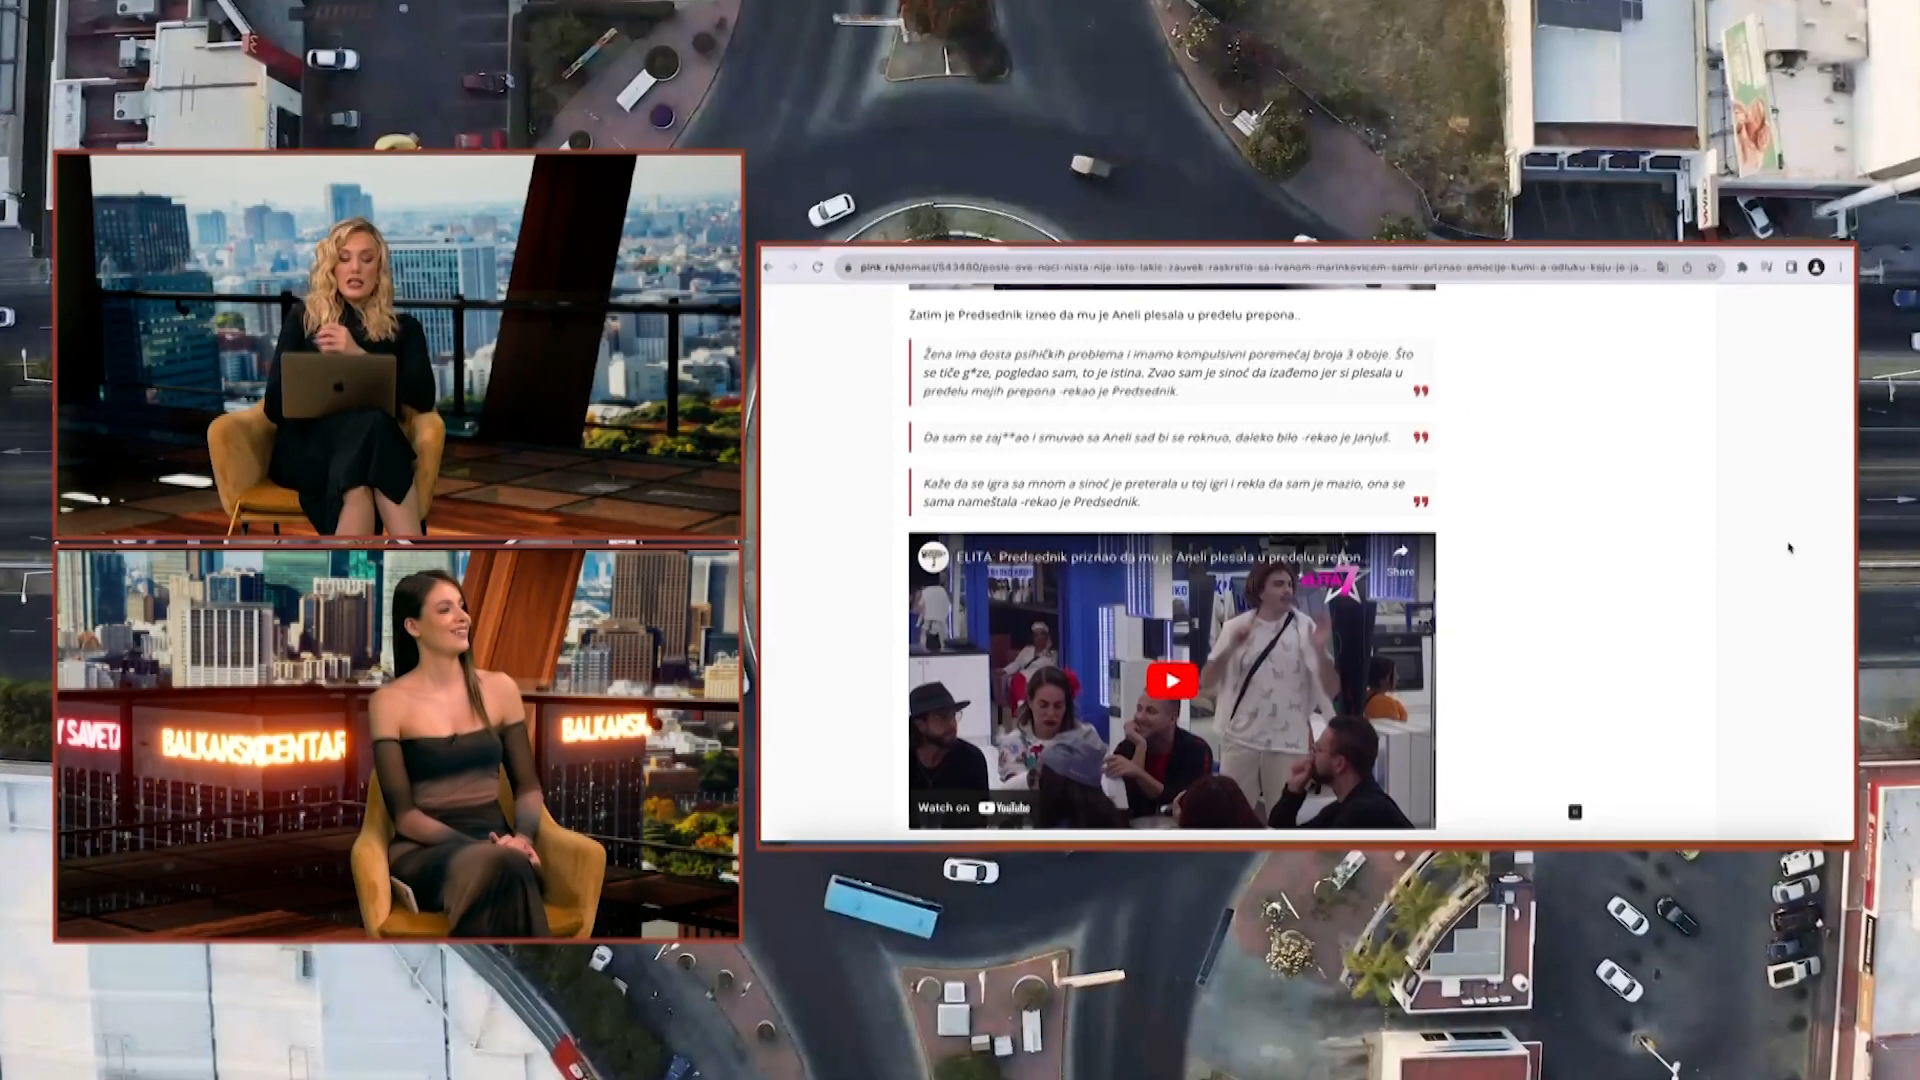 Y SAVETA
BALKANSKCENTAR
BALKANSK
pink.rs/domaci/543480/posle-ove-noci-nista-nije-isto-lakic-zauvek-raskrstio-sa-ivanom-marinkovicem-samir-priznao-emocije-kumi-a-odluku-koju-je-ja...
Zatim je Predsednik izneo da mu je Aneli plesala u predelu prepona..
Žena ima dosta psihičkih problema i imamo kompulsivni poremećaj broja 3 oboje. Što
se tiče g*ze, pogledao sam, to je istina. Zvao sam je sinoć da izađemo jer si plesala u
predelu mojih prepona -rekao je Predsednik.
Da sam se zaj**ao i smuvao sa Aneli sad bi se roknuo, daleko bilo -rekao je Janjuš.
Kaže da se igra sa mnom a sinoć je preterala u toj igri i rekla da sam je mazio, ona se
sama nameštala -rekao je Predsednik.
ELITA: Predsednik priznao da mu je Aneli plesala u predelu prepon...
Share
ELITA 7
Watch on YouTube